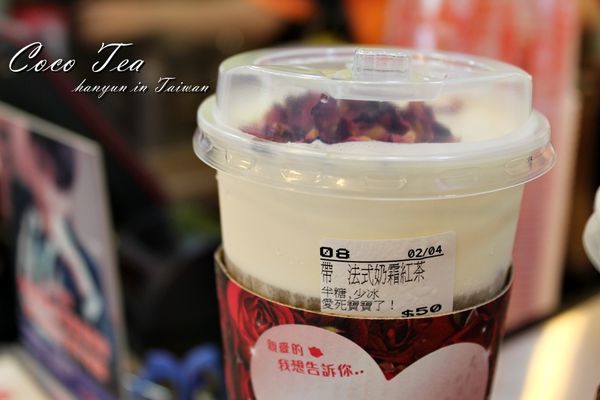 Coco Tea
hanyun in Taiwan
08 02/04
帶 法式奶霜紅茶
半糖,少冰
愛死寶寶了!
$50
親愛的
我想告訴你..